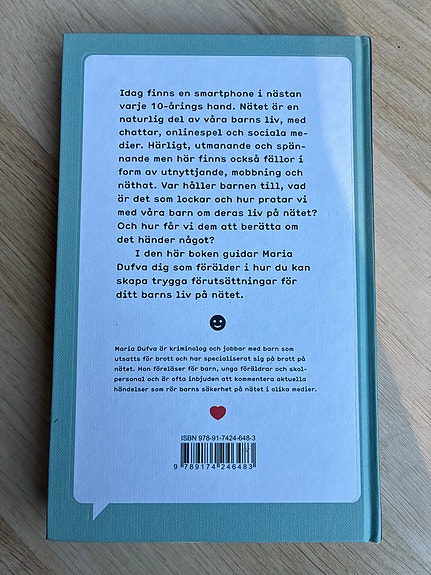 Idag finns en smartphone i nästan
varje 10-årings hand. Nätet är en
naturlig del av våra barns liv, med
chattar, onlinespel och sociala me-
dier. Härligt, utmanande och spän-
nande men här finns också fällor i
form av utnyttjande, mobbning och
näthat. Var håller barnen till, vad
är det som lockar och hur pratar vi
med våra barn om deras liv på nätet?
Och hur får vi dem att berätta om
det händer något?
I den här boken guidar Maria
Dufva dig som förälder i hur du kan
skapa trygga förutsättningar för
ditt barns liv på nätet.
Maria Dufva är kriminolog och jobbar med barn som
utsatts för brott och har specialiserat sig på brott på
nätet. Hon föreläser för barn, unga föräldrar och skol-
personal och är ofta inbjuden att kommentera aktuella
händelser som rör barns säkerhet på nätet i olika medier.
ISBN 978-91-7424-648-3
9 789174 246483